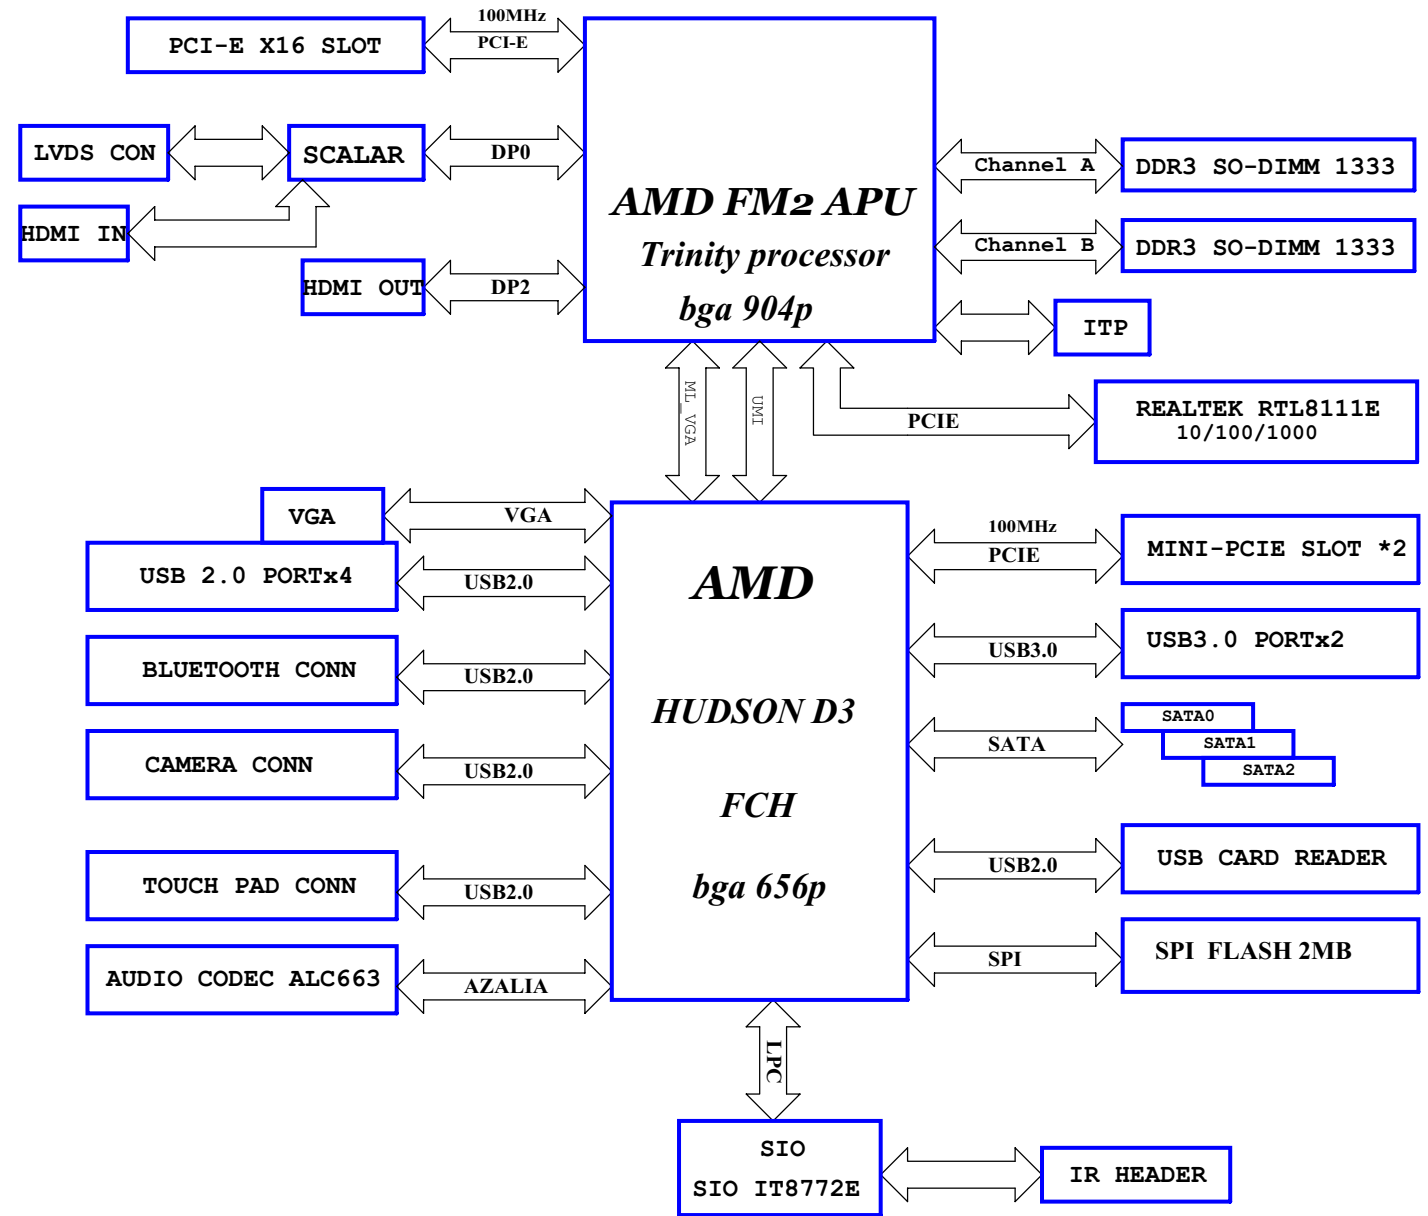 100MHz
PCI-E X16 SLOT
PCI-E
LVDS CON
SCALAR
DP0
Channel A
DDR3 SO-DIMM 1333
AMD FM2 APU
HDMI IN
Channel B
DDR3 SO-DIMM 1333
Trinity processor
HDMI OUT
DP2
bga 904p
ITP
ML_VGA
UMI
PCIE
REALTEK RTL8111E
10/100/1000
VGA
VGA
100MHz
PCIE
MINI-PCIE SLOT *2
USB 2.0 PORTx4
USB2.0
AMD
USB3.0
USB3.0 PORTx2
BLUETOOTH CONN
USB2.0
HUDSON D3
SATA0
SATA
SATA1
SATA2
CAMERA CONN
USB2.0
FCH
USB2.0
USB CARD READER
TOUCH PAD CONN
USB2.0
bga 656p
SPI
SPI FLASH 2MB
AUDIO CODEC ALC663
AZALIA
LPC
SIO
SIO IT8772E
IR HEADER